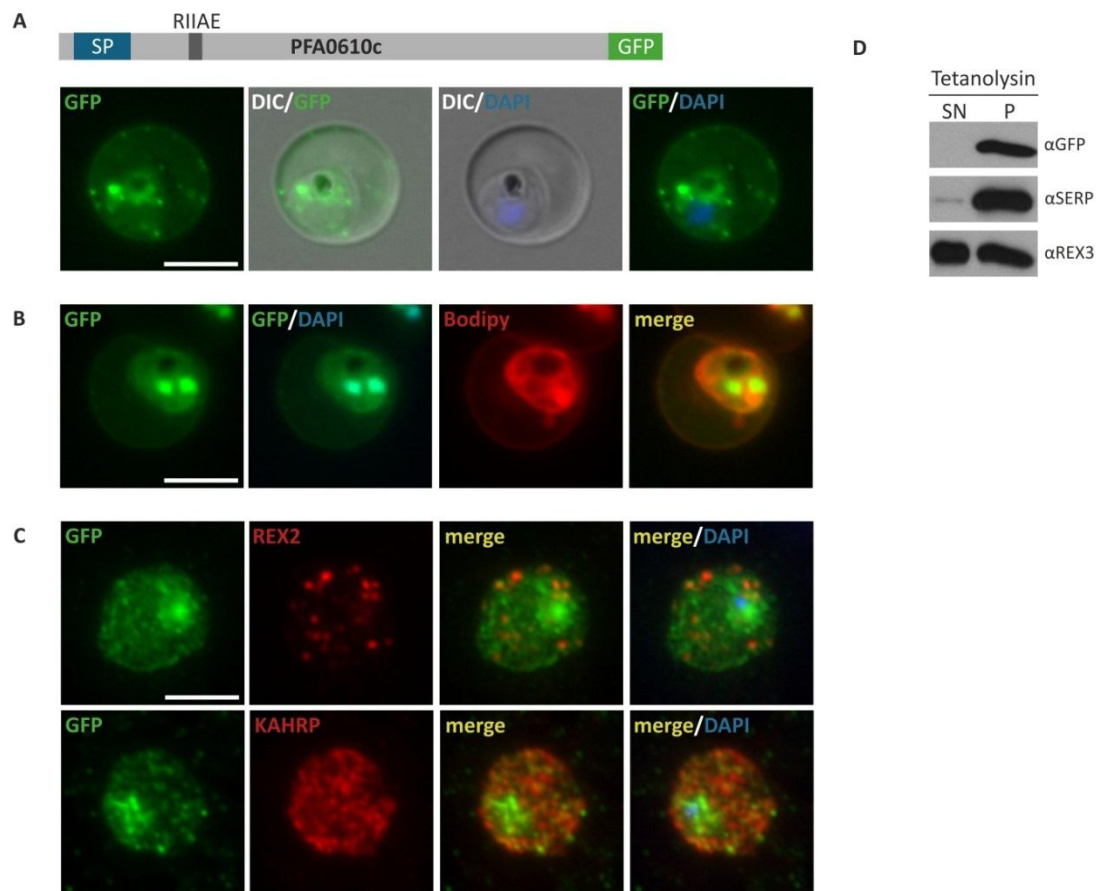 A
RIIAE
SP
PFA0610c
GFP
GFP
DIC/GFP
DIC/DAPI
GFP/DAPI
B
GFP
GFP/DAPI
Bodipy
merge
C
GFP
REX2
merge
merge/DAPI
GFP
KAHRP
merge
merge/DAPI
D
Tetanolysin
SN P
αGFP
αSERP
αREX3